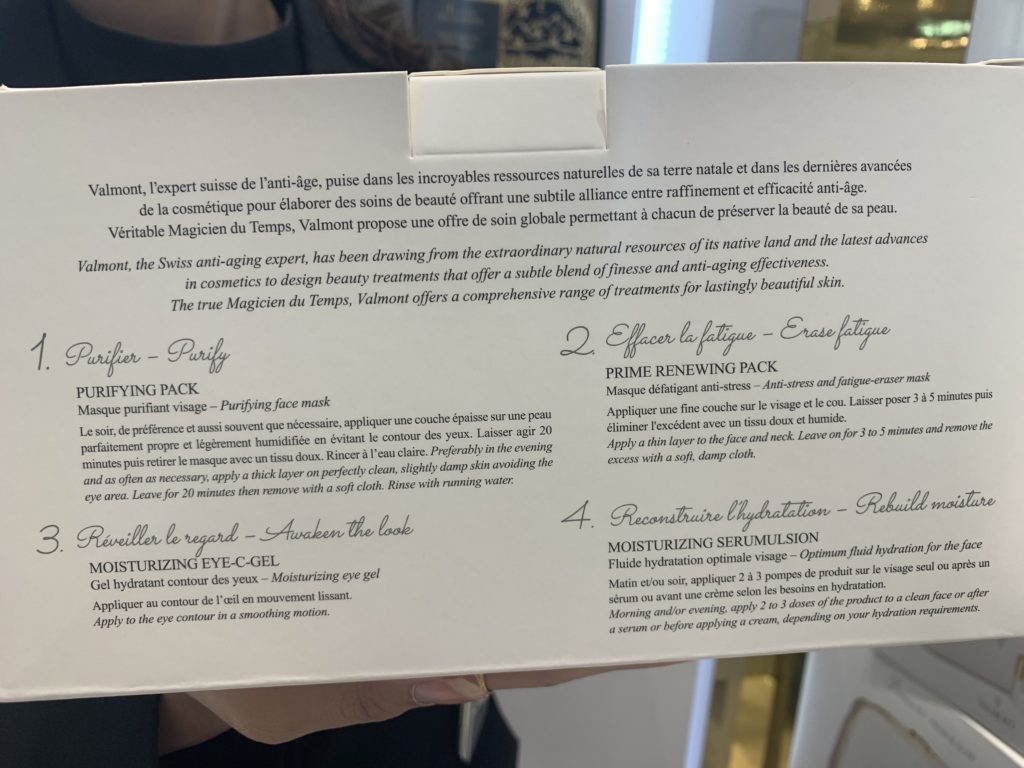 Valmont, l'expert suisse de l'anti-âge, puise dans les incroyables ressources naturelles de sa terre natale et dans les dernières avancées
de la cosmétique pour élaborer des soins de beauté offrant une subtile alliance entre raffinement et efficacité anti-âge.
Véritable Magicien du Temps, Valmont propose une offre de soin globale permettant à chacun de préserver la beauté de sa peau.
Valmont, the Swiss anti-aging expert, has been drawing from the extraordinary natural resources of its native land and the latest advances
in cosmetics to design beauty treatments that offer a subtle blend of finesse and anti-aging effectiveness.
The true Magicien du Temps, Valmont offers a comprehensive range of treatments for lastingly beautiful skin.
1. Purifier – Purify
PURIFYING PACK
Masque purifiant visage – Purifying face mask
Le soir, de préférence et aussi souvent que nécessaire, appliquer une couche épaisse sur une peau
parfaitement propre et légèrement humidifiée en évitant le contour des yeux. Laisser agir 20
minutes puis retirer le masque avec un tissu doux. Rincer à l'eau claire. Preferably in the evening
and as often as necessary, apply a thick layer on perfectly clean, slightly damp skin avoiding the
eye area. Leave for 20 minutes then remove with a soft cloth. Rinse with running water.
2. Effacer la fatigue – Erase fatigue
PRIME RENEWING PACK
Masque défatigant anti-stress – Anti-stress and fatigue-eraser mask
Appliquer une fine couche sur le visage et le cou. Laisser poser 3 à 5 minutes puis
éliminer l'excédent avec un tissu doux et humide.
Apply a thin layer to the face and neck. Leave on for 3 to 5 minutes and remove the
excess with a soft, damp cloth.
3. Réveiller le regard – Awaken the look
MOISTURIZING EYE-C-GEL
Gel hydratant contour des yeux – Moisturizing eye gel
Appliquer au contour de l'œil en mouvement lissant.
Apply to the eye contour in a smoothing motion.
4. Reconstruire l'hydratation – Rebuild moisture
MOISTURIZING SERUMULSION
Fluide hydratation optimale visage – Optimum fluid hydration for the face
Matin et/ou soir, appliquer 2 à 3 pompes de produit sur le visage seul ou après un
sérum ou avant une crème selon les besoins en hydratation.
Morning and/or evening, apply 2 to 3 doses of the product to a clean face or after
a serum or before applying a cream, depending on your hydration requirements.